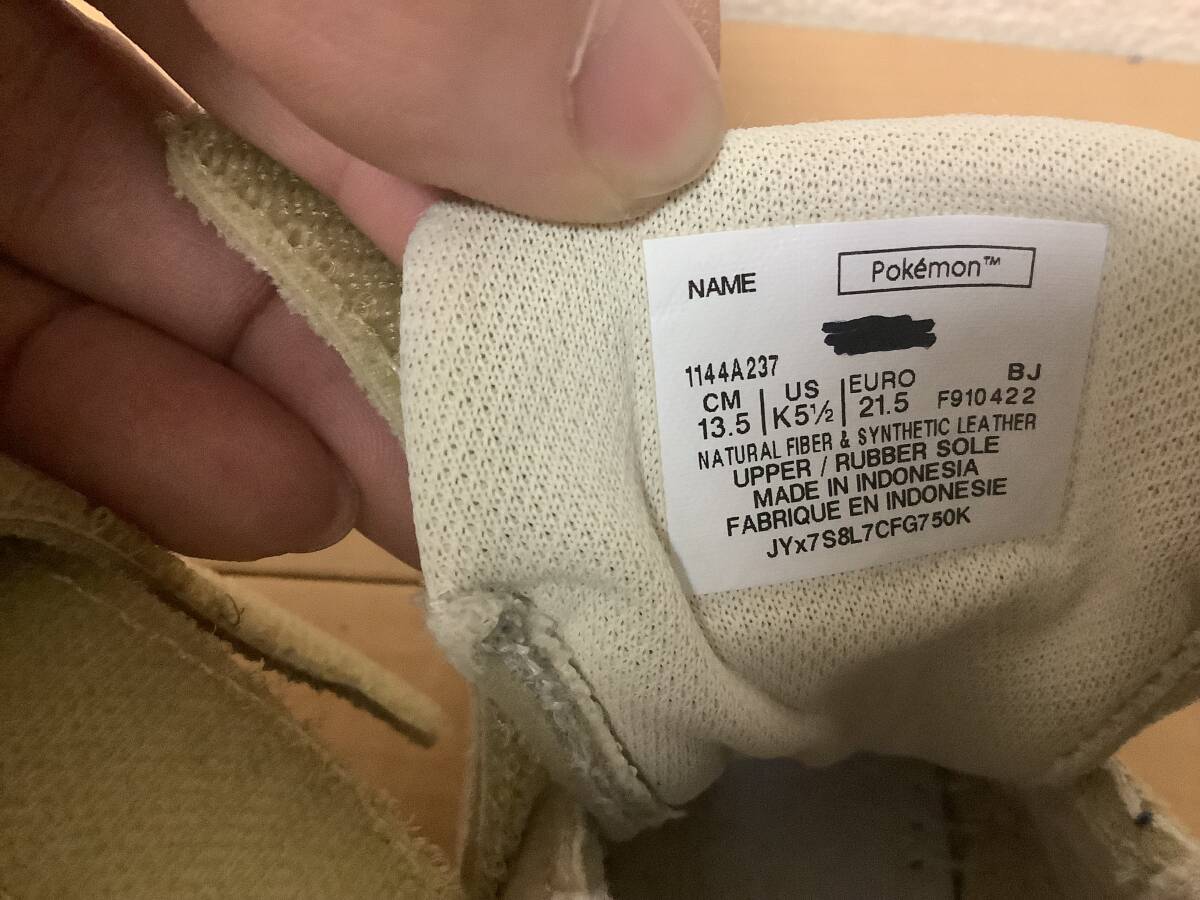 NAME Pokémon™
1144A237
CM US EURO BJ
13.5 K5½ 21.5 F910422
NATURAL FIBER & SYNTHETIC LEATHER
UPPER / RUBBER SOLE
MADE IN INDONESIA
FABRIQUE EN INDONESIE
JYx7S8L7CFG750K